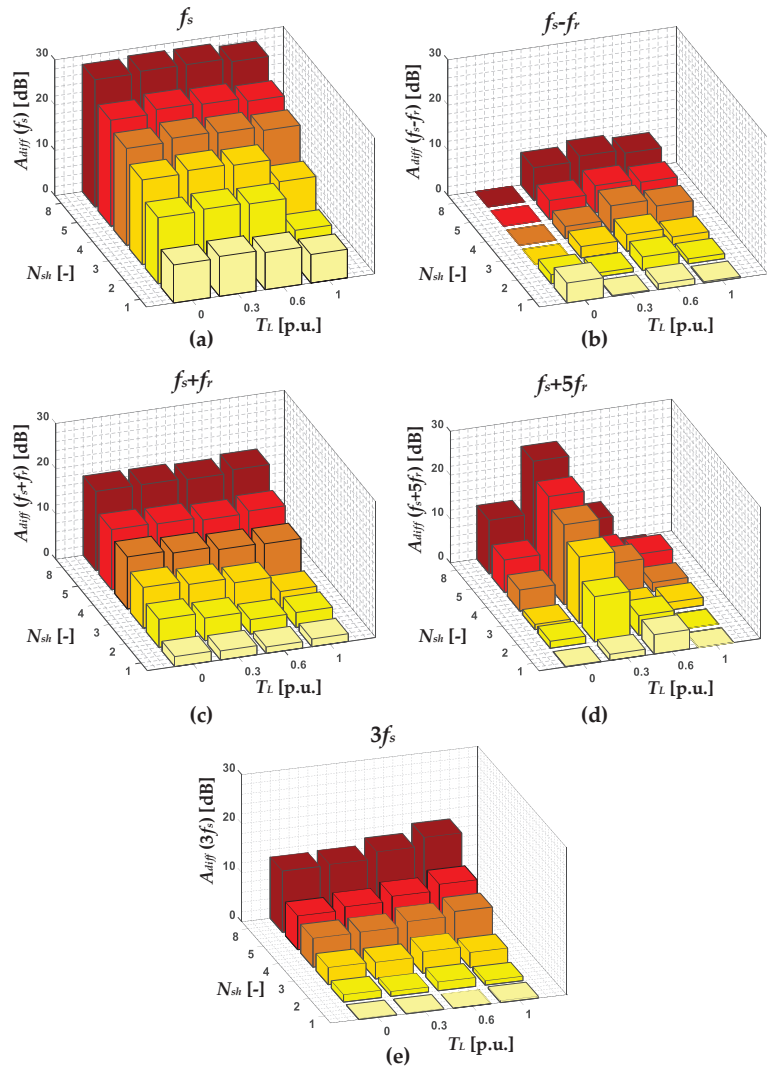 fs
fs-fr
Adiff (fs) [dB]
30
20
10
0
8
5
4
3
2
1
Nsh [-]
0
0.3
0.6
1
TL [p.u.]
(a)
Adiff (fs-fr) [dB]
30
20
10
0
8
5
4
3
2
1
Nsh [-]
0
0.3
0.6
1
TL [p.u.]
(b)
fs+fr
fs+5fr
Adiff (fs+fr) [dB]
30
20
10
0
8
5
4
3
2
1
Nsh [-]
0
0.3
0.6
1
TL [p.u.]
(c)
Adiff (fs+5fr) [dB]
30
20
10
0
8
5
4
3
2
1
Nsh [-]
0
0.3
0.6
1
TL [p.u.]
(d)
3fs
Adiff (3fs) [dB]
30
20
10
0
8
5
4
3
2
1
Nsh [-]
0
0.3
0.6
1
TL [p.u.]
(e)